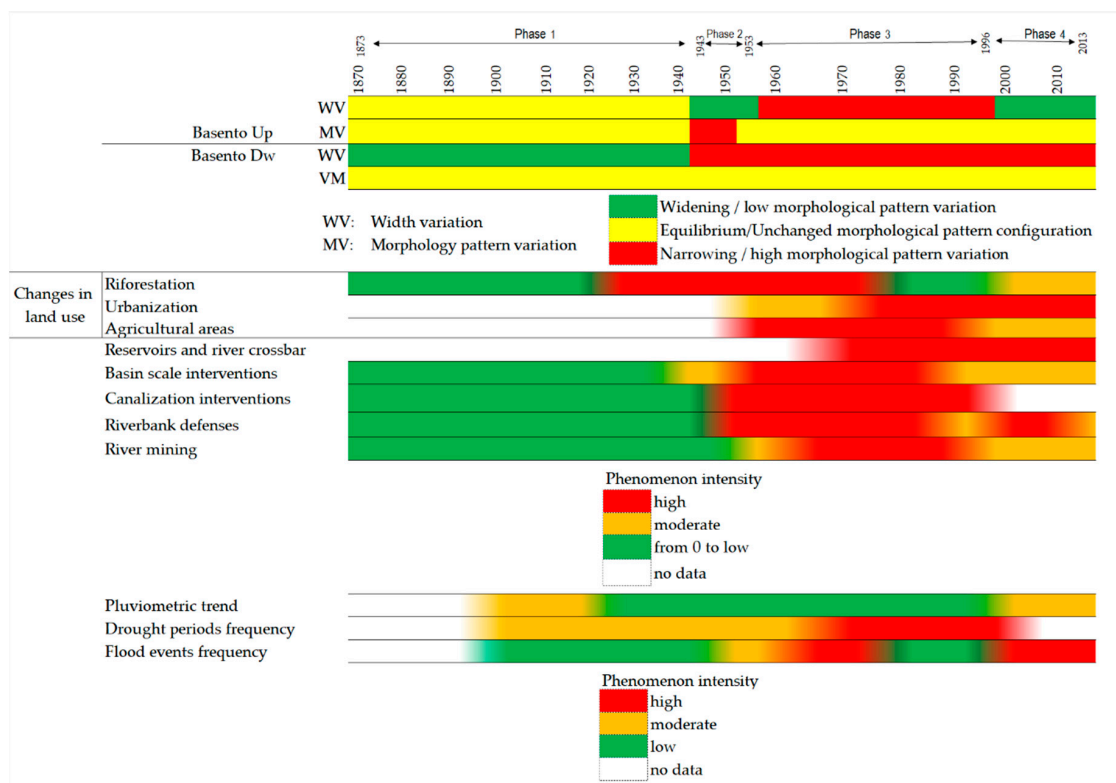 Phase 1
Phase 2
Phase 3
Phase 4
1873
1943
1953
1996
2013
1870
1880
1890
1900
1910
1920
1930
1940
1950
1960
1970
1980
1990
2000
2010
WV
Basento Up MV
Basento Dw WV
VM
WV: Width variation
MV: Morphology pattern variation
Widening / low morphological pattern variation
Equilibrium/Unchanged morphological pattern configuration
Narrowing / high morphological pattern variation
Changes in
land use
Riforestation
Urbanization
Agricultural areas
Reservoirs and river crossbar
Basin scale interventions
Canalization interventions
Riverbank defenses
River mining
Phenomenon intensity
high
moderate
from 0 to low
no data
Pluviometric trend
Drought periods frequency
Flood events frequency
Phenomenon intensity
high
moderate
low
no data